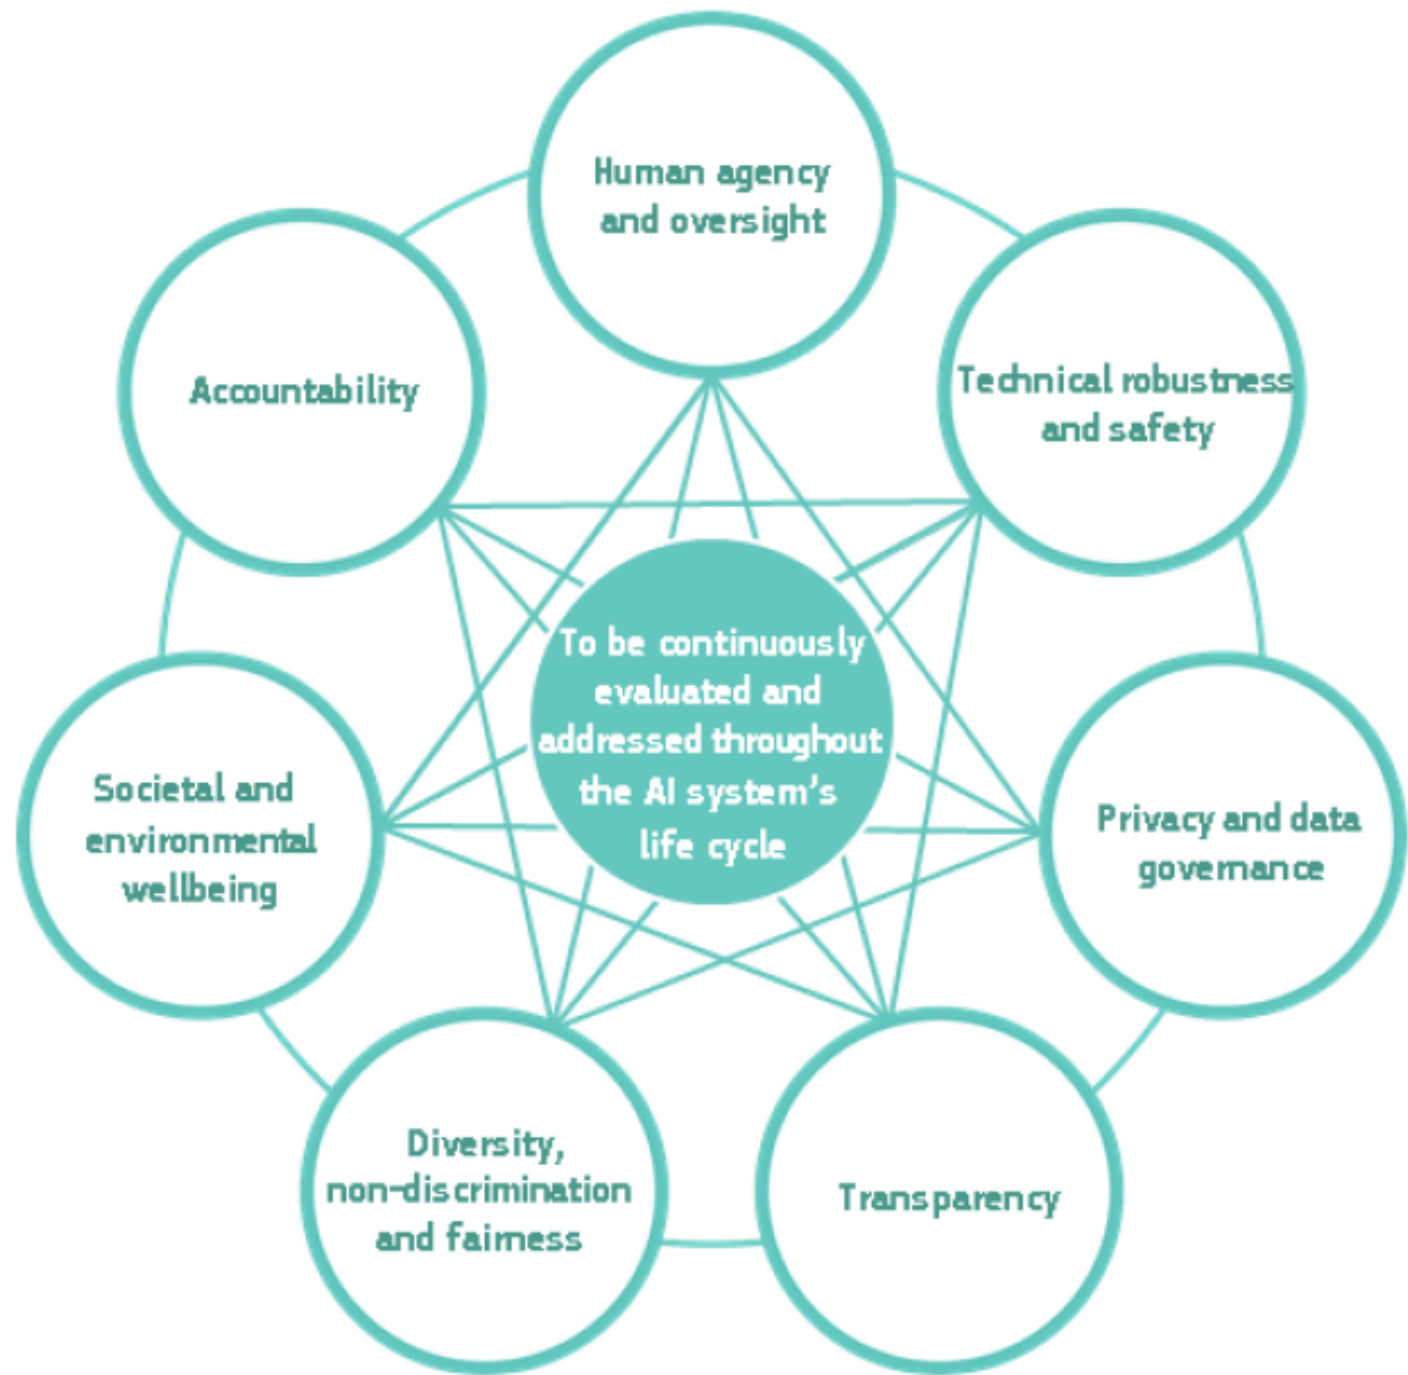 Human agency
and oversight
Technical robustness
and safety
Privacy and data
governance
Transparency
Diversity,
non-discrimination
and fairness
Societal and
environmental
wellbeing
Accountability
To be continuously
evaluated and
addressed throughout
the AI system's
life cycle